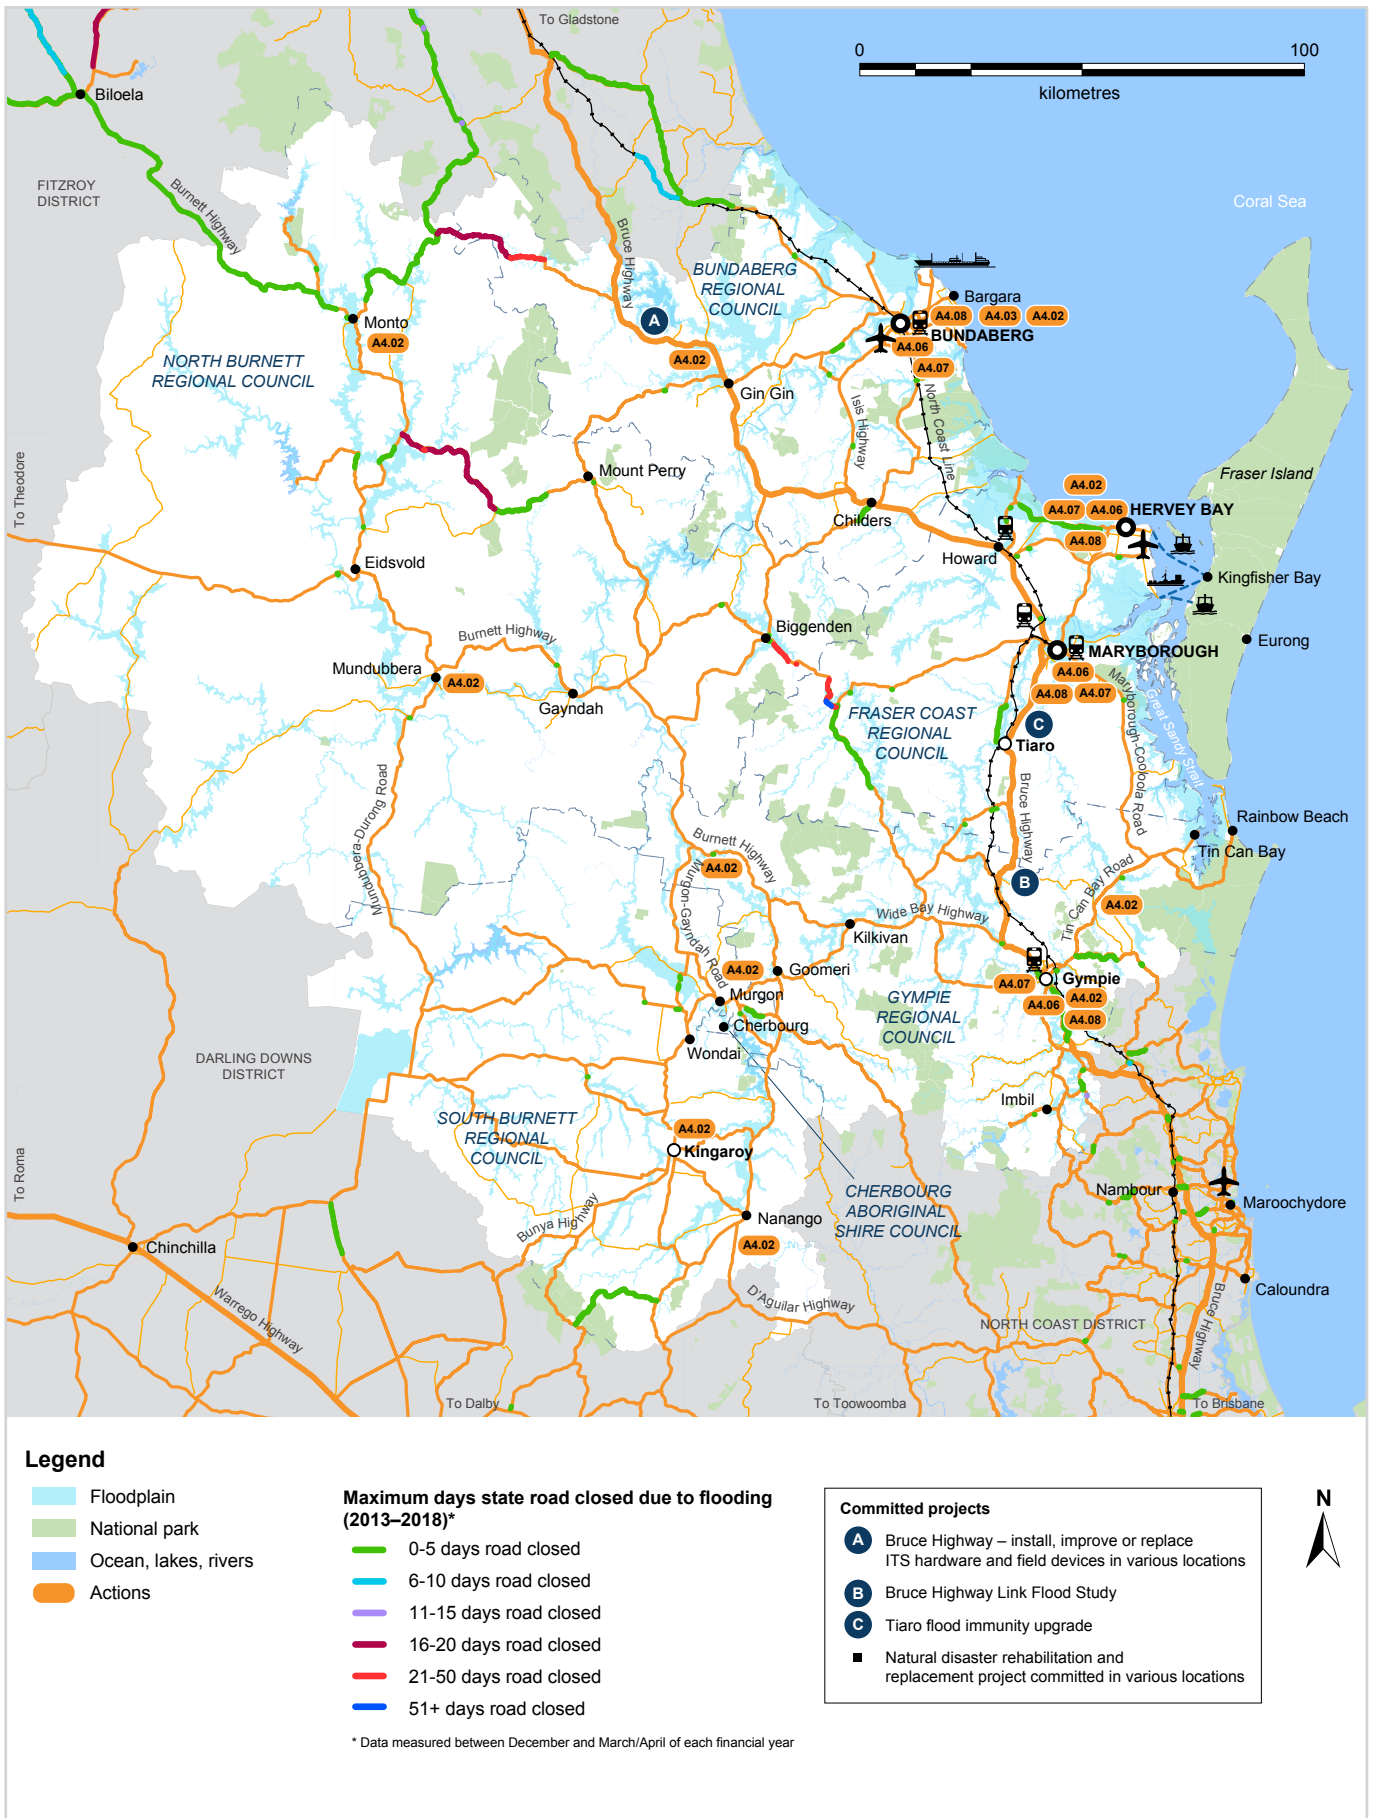 To Gladstone
0
100
kilometres
Biloela
FITZROY
DISTRICT
Burnett Highway
Coral Sea
Bruce Highway
BUNDABERG
REGIONAL
COUNCIL
Bargara
A4.08
A4.03
A4.02
BUNDABERG
A4.06
A4.07
A
A4.02
Monto
A4.02
NORTH BURNETT
REGIONAL COUNCIL
Gin Gin
Isis Highway
North Coast Line
To Theodore
Mount Perry
Childers
Fraser Island
A4.02
A4.07
A4.06
HERVEY BAY
A4.08
Howard
Eidsvold
Kingfisher Bay
Burnett Highway
Biggenden
Eurong
MARYBOROUGH
Mundubbera
A4.02
A4.06
A4.08
A4.07
Gayndah
Maryborough-Cooloola Road
Great Sandy Strait
FRASER COAST
REGIONAL
COUNCIL
C
Tiaro
Mundubbera-Durong Road
Bruce Highway
Rainbow Beach
Burnett Highway
Tin Can Bay
A4.02
Murgon-Gayndah Road
B
Tin Can Bay Road
A4.02
Wide Bay Highway
Kilkivan
A4.02
Goomeri
Gympie
A4.07
A4.02
A4.06
A4.08
Murgon
GYMPIE
REGIONAL
COUNCIL
Cherbourg
Wondai
DARLING DOWNS
DISTRICT
Imbil
SOUTH BURNETT
REGIONAL
COUNCIL
A4.02
Kingaroy
To Roma
Nambour
CHERBOURG
ABORIGINAL
SHIRE COUNCIL
Maroochydore
Bunya Highway
Nanango
A4.02
Chinchilla
Caloundra
Warrego Highway
D'Aguilar Highway
NORTH COAST DISTRICT
Bruce Highway
To Dalby
To Toowoomba
To Brisbane
Legend
Floodplain
National park
Ocean, lakes, rivers
Actions
Maximum days state road closed due to flooding
(2013–2018)*
0-5 days road closed
6-10 days road closed
11-15 days road closed
16-20 days road closed
21-50 days road closed
51+ days road closed
* Data measured between December and March/April of each financial year
Committed projects
A Bruce Highway – install, improve or replace
ITS hardware and field devices in various locations
B Bruce Highway Link Flood Study
C Tiaro flood immunity upgrade
Natural disaster rehabilitation and
replacement project committed in various locations
N